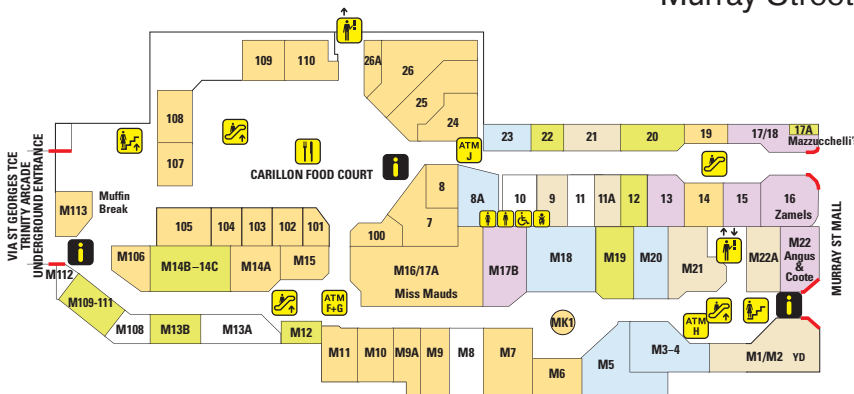 Murray Street
109
110
26A
26
25
24
108
107
ATM
J
23
22
21
20
19
17/18
17A
Mazzucchelli'
CARILLON FOOD COURT
i
VIA ST GEORGES TCE
TRINITY ARCADE
UNDERGROUND ENTRANCE
M113
Muffin
Break
8
7
100
8A
10
9
11
11A
12
13
14
15
16
Zamels
105
104
103
102
101
i
M112
M106
M14B–14C
M14A
M15
M16/17A
Miss Mauds
M17B
M18
M19
M20
M21
M22A
M22
Angus
&
Coote
MURRAY ST MALL
M109-111
M108
M13B
M13A
M12
ATM
F+G
MK1
ATM
H
i
M11
M10
M9A
M9
M8
M7
M6
M5
M3–4
M1/M2 YD